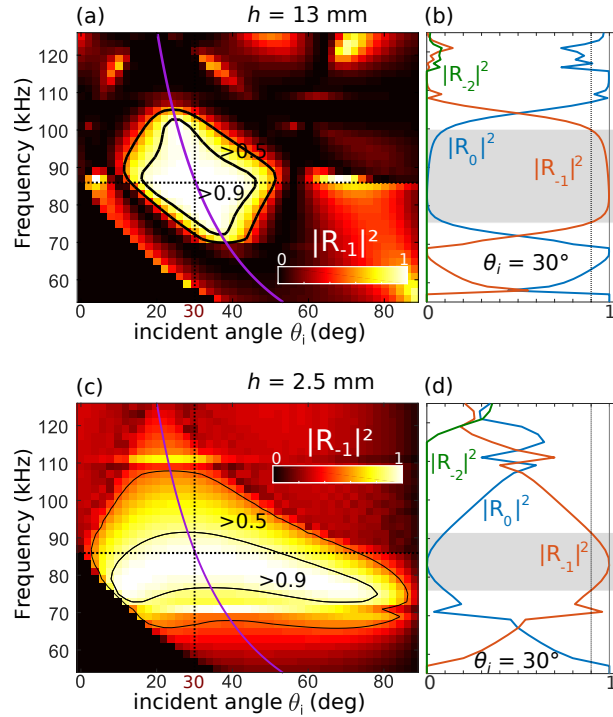 (a) h = 13 mm (b)
Frequency (kHz)
120
110
100
90
80
70
60
>0.5
>0.9
|R₋₁|²
0 1
0 10 20 30 40 60 80
incident angle θᵢ (deg)
|R₋₂|²
|R₀|²
|R₋₁|²
θᵢ = 30°
0 1
(c) h = 2.5 mm (d)
Frequency (kHz)
120
110
100
90
80
70
60
|R₋₁|²
0 1
>0.5
>0.9
0 10 20 30 40 60 80
incident angle θᵢ (deg)
|R₋₂|²
|R₀|²
|R₋₁|²
θᵢ = 30°
0 1